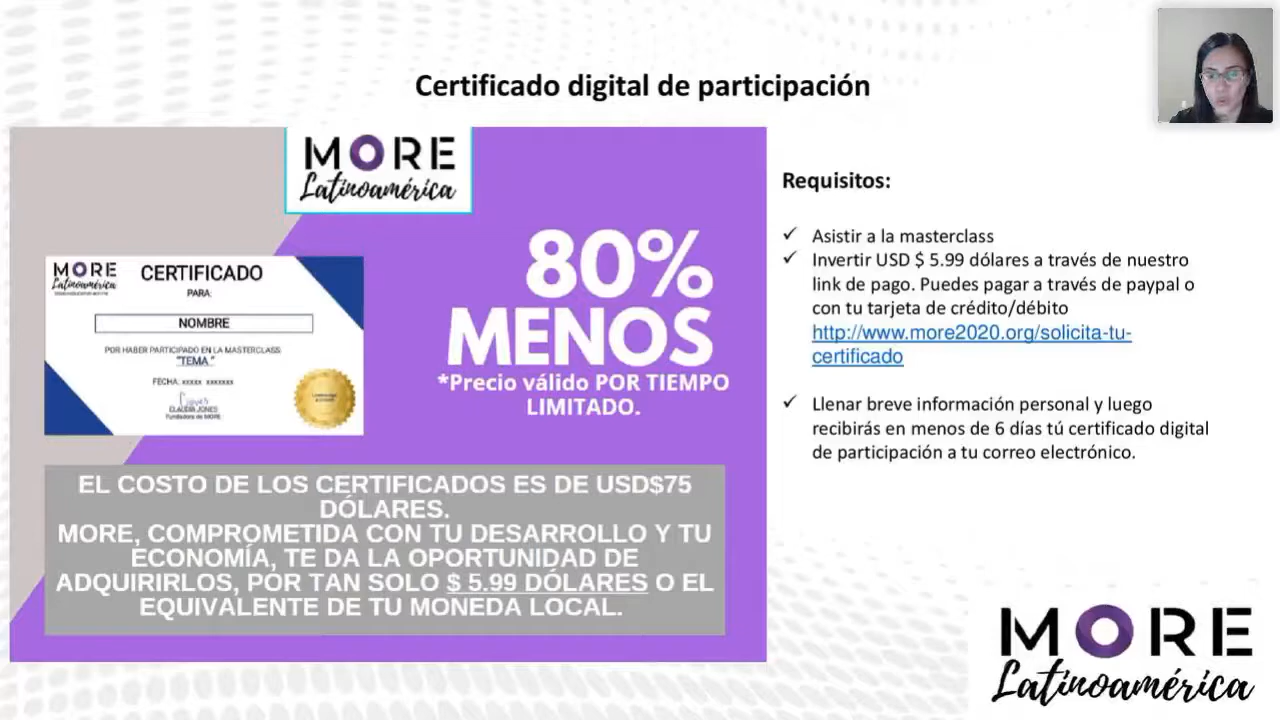 Certificado digital de participación
MORE
Latinoamérica
80%
MENOS
*Precio válido POR TIEMPO
LIMITADO.
MORE
Latinoamérica
CERTIFICADO
PARA:
NOMBRE
POR HABER PARTICIPADO EN LA MASTERCLASS:
"TEMA "
FECHA: xxxxx xxxxxxx
CLAUDIA JONES
Fundadora de MORE
EL COSTO DE LOS CERTIFICADOS ES DE USD$75
DÓLARES.
MORE, COMPROMETIDA CON TU DESARROLLO Y TU
ECONOMÍA, TE DA LA OPORTUNIDAD DE
ADQUIRIRLOS, POR TAN SOLO $ 5.99 DÓLARES O EL
EQUIVALENTE DE TU MONEDA LOCAL.
Requisitos:
✓ Asistir a la masterclass
✓ Invertir USD $ 5.99 dólares a través de nuestro
link de pago. Puedes pagar a través de paypal o
con tu tarjeta de crédito/débito
http://www.more2020.org/solicita-tu-
certificado
✓ Llenar breve información personal y luego
recibirás en menos de 6 días tú certificado digital
de participación a tu correo electrónico.
MORE
Latinoamérica